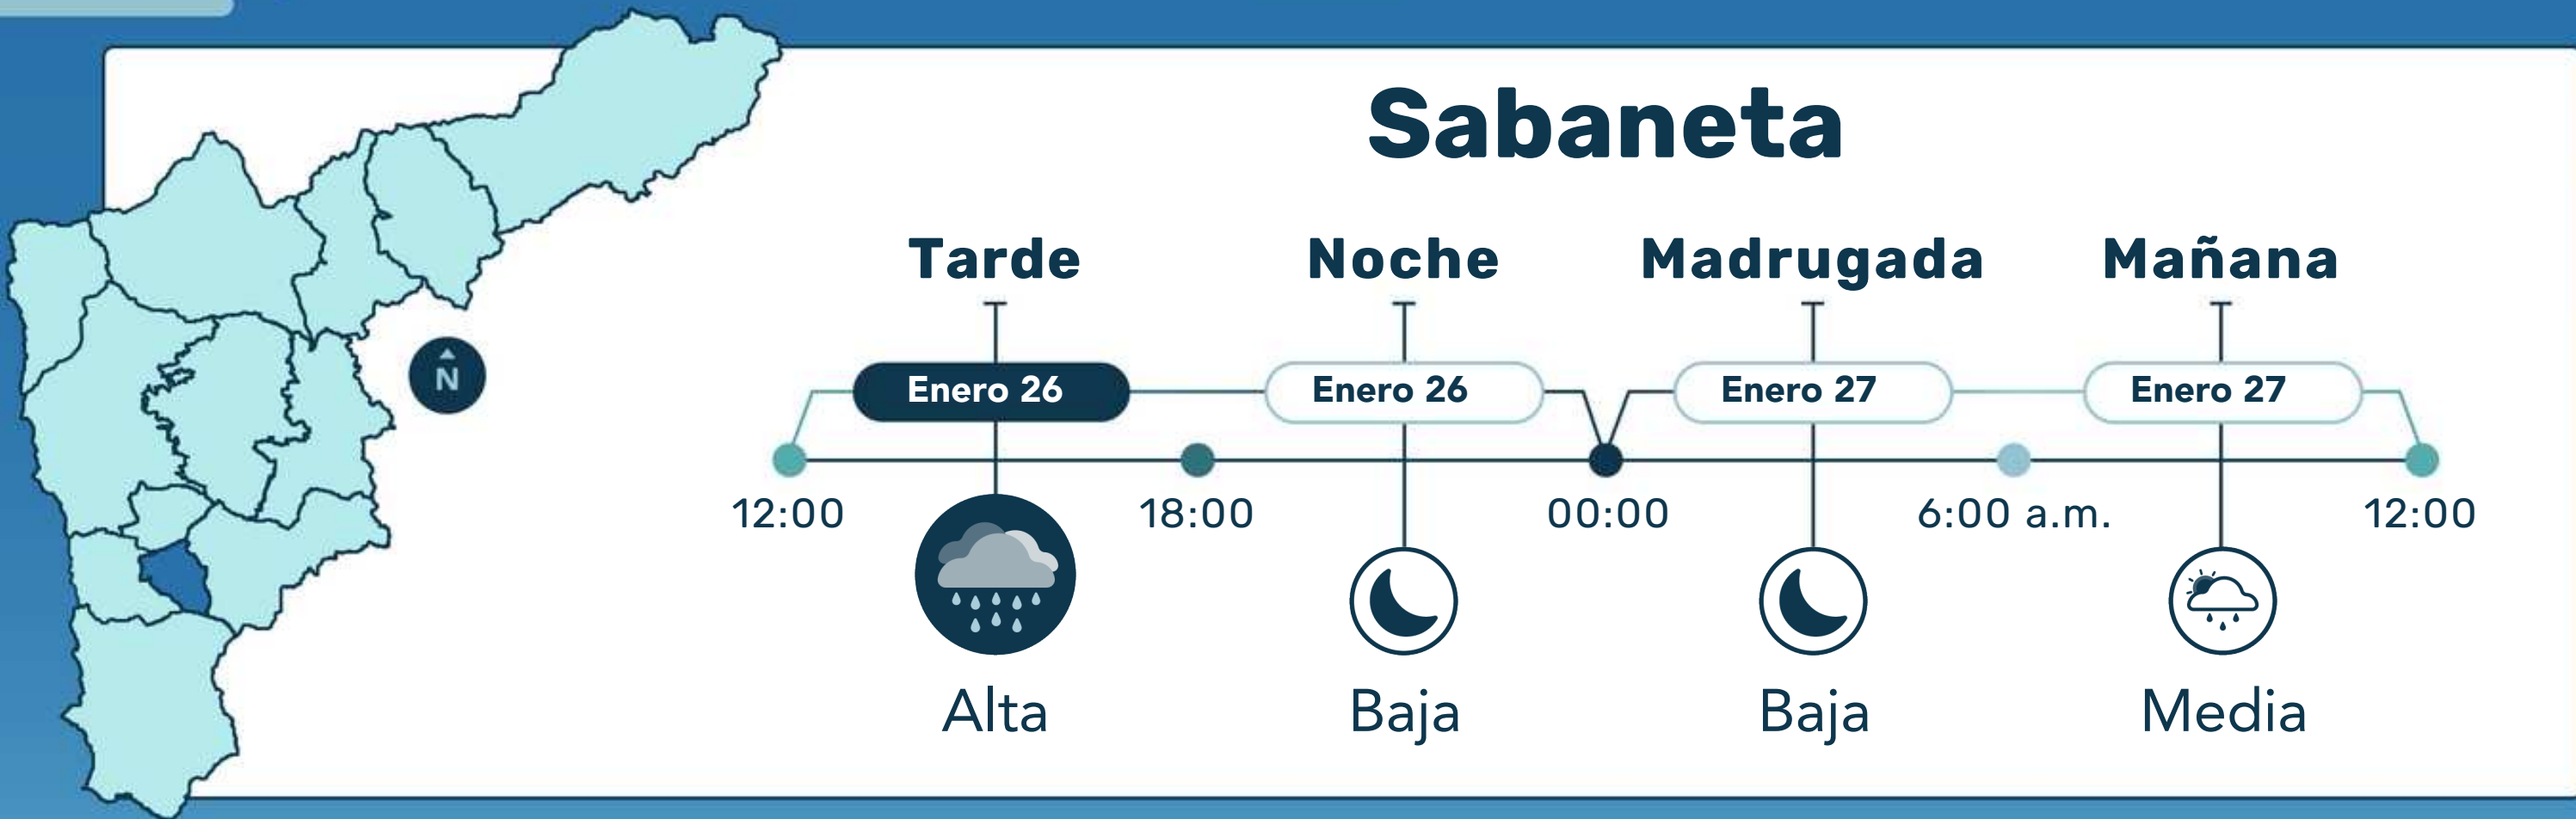 Sabaneta
Tarde Noche Madrugada Mañana
N
Enero 26 Enero 26 Enero 27 Enero 27
12:00 18:00 00:00 6:00 a.m. 12:00
Alta Baja Baja Media